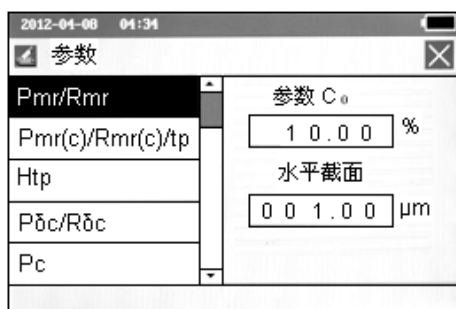 2012-04-08 04:34
参数
Pmr/Rmr
Pmr(c)/Rmr(c)/tp
Htp
Pδc/Rδc
Pc
参数 C₀
10.00 %
水平截面
001.00 μm